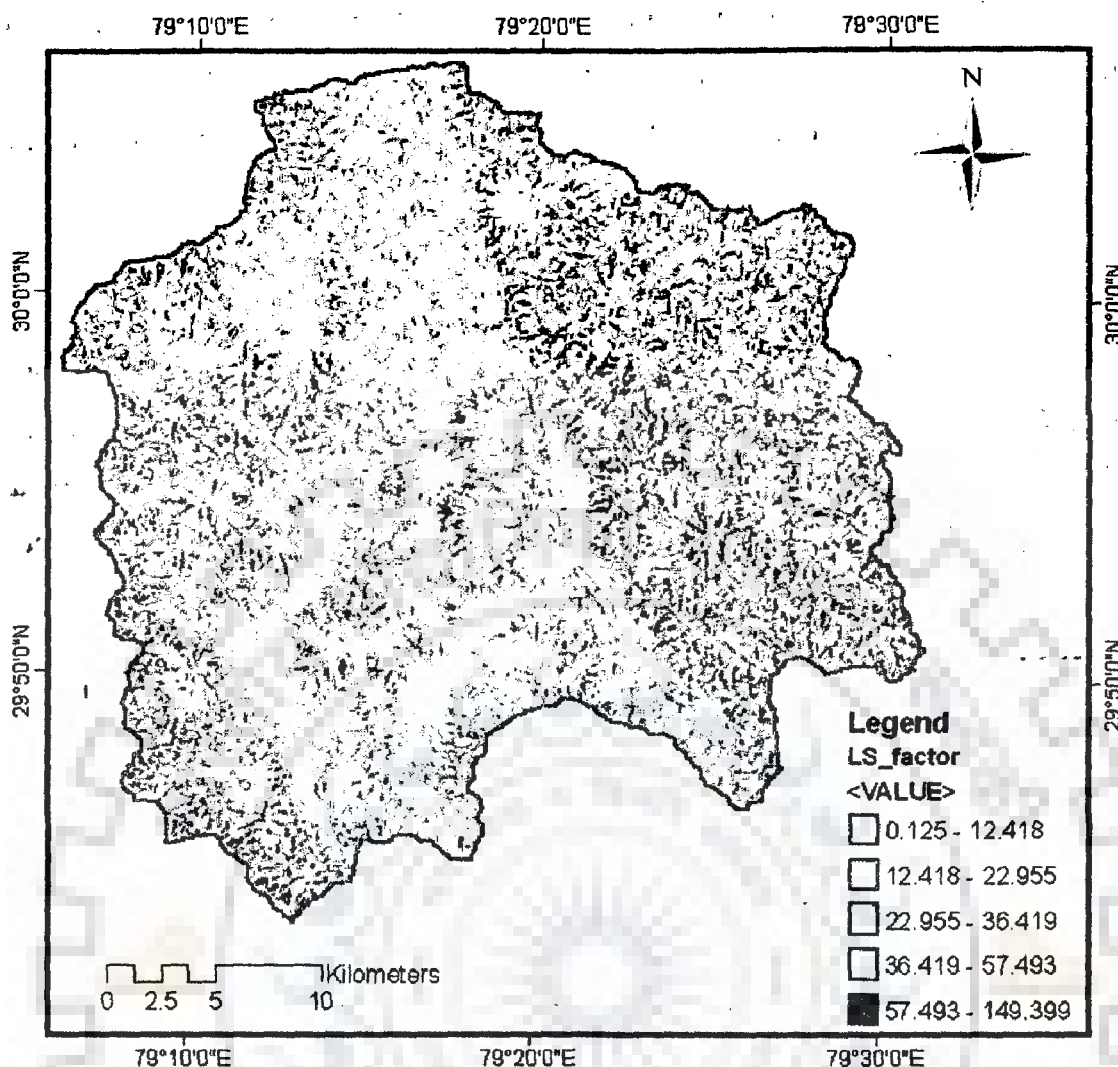 79°10'0"E 79°20'0"E 79°30'0"E
N
30°0'0"N 30°0'0"N
29°50'0"N 29°50'0"N
Legend
LS_factor
<VALUE>
0.125 - 12.418
12.418 - 22.955
22.955 - 36.419
36.419 - 57.493
57.493 - 149.399
Kilometers
0 2.5 5 10
79°10'0"E 79°20'0"E 79°30'0"E